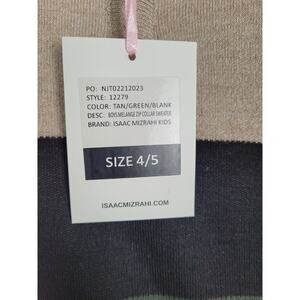 PO: NJT02212023
STYLE: 12279
COLOR: TAN/GREEN/BLANK
DESC: BOYS MELANGE ZIP COLLAR SWEATER
BRAND: ISAAC MIZRAHI KIDS
SIZE 4/5
ISAACMIZRAHI.COM